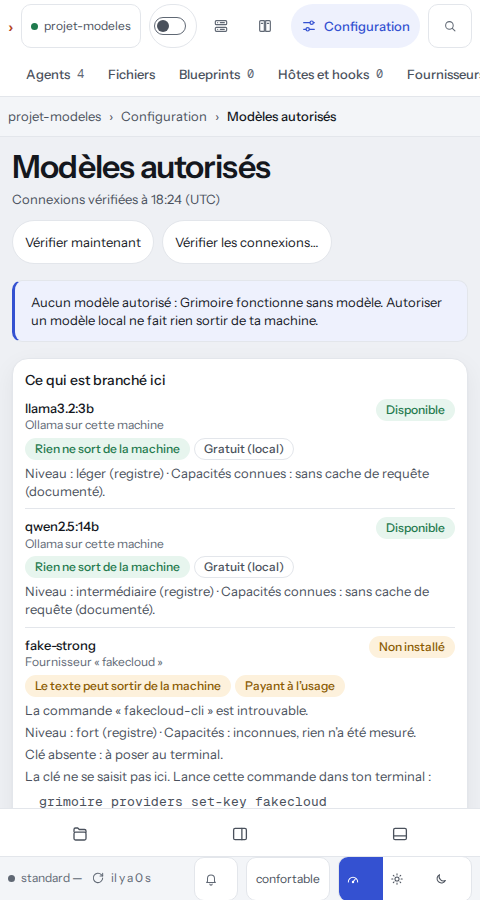 projet-modeles
Configuration
Agents 4 Fichiers Blueprints 0 Hôtes et hooks 0 Fournisseurs
projet-modeles › Configuration › Modèles autorisés
Modèles autorisés
Connexions vérifiées à 18:24 (UTC)
Vérifier maintenant
Vérifier les connexions…
Aucun modèle autorisé : Grimoire fonctionne sans modèle. Autoriser
un modèle local ne fait rien sortir de ta machine.
Ce qui est branché ici
llama3.2:3b
Disponible
Ollama sur cette machine
Rien ne sort de la machine
Gratuit (local)
Niveau : léger (registre) · Capacités connues : sans cache de requête
(documenté).
qwen2.5:14b
Disponible
Ollama sur cette machine
Rien ne sort de la machine
Gratuit (local)
Niveau : intermédiaire (registre) · Capacités connues : sans cache de
requête (documenté).
fake-strong
Non installé
Fournisseur « fakecloud »
Le texte peut sortir de la machine
Payant à l’usage
La commande « fakecloud-cli » est introuvable.
Niveau : fort (registre) · Capacités : inconnues, rien n’a été mesuré.
Clé absente : à poser au terminal.
La clé ne se saisit pas ici. Lance cette commande dans ton terminal :
grimoire providers set-key fakecloud
standard —
il y a 0 s
confortable